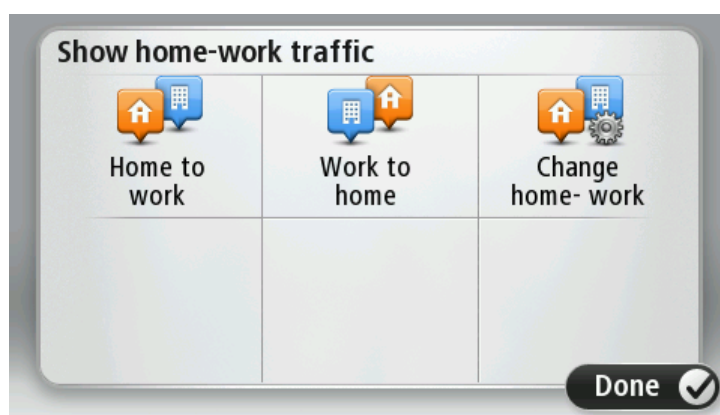 Show home-work traffic
Home to
work
Work to
home
Change
home- work
Done